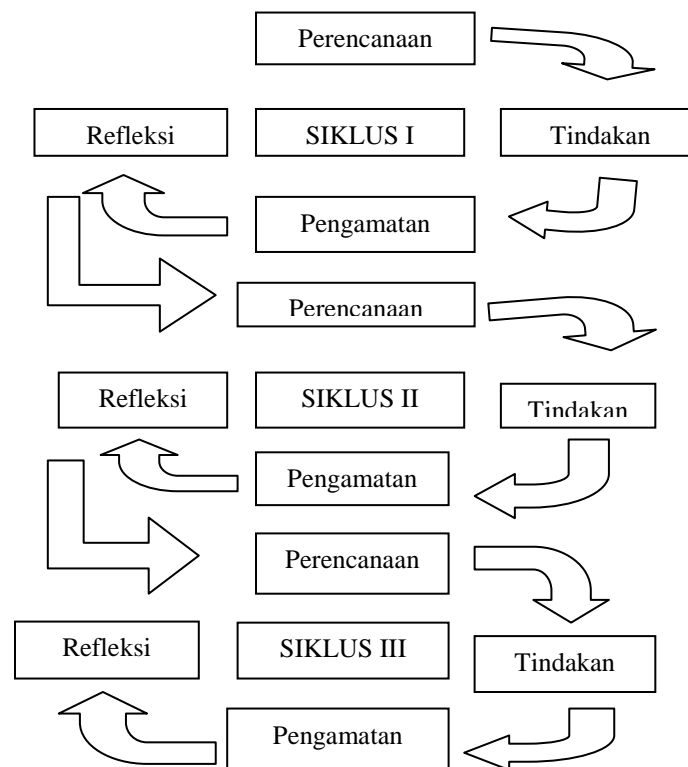 Perencanaan
Refleksi
SIKLUS I
Tindakan
Pengamatan
Perencanaan
Refleksi
SIKLUS II
Tindakan
Pengamatan
Perencanaan
Refleksi
SIKLUS III
Tindakan
Pengamatan